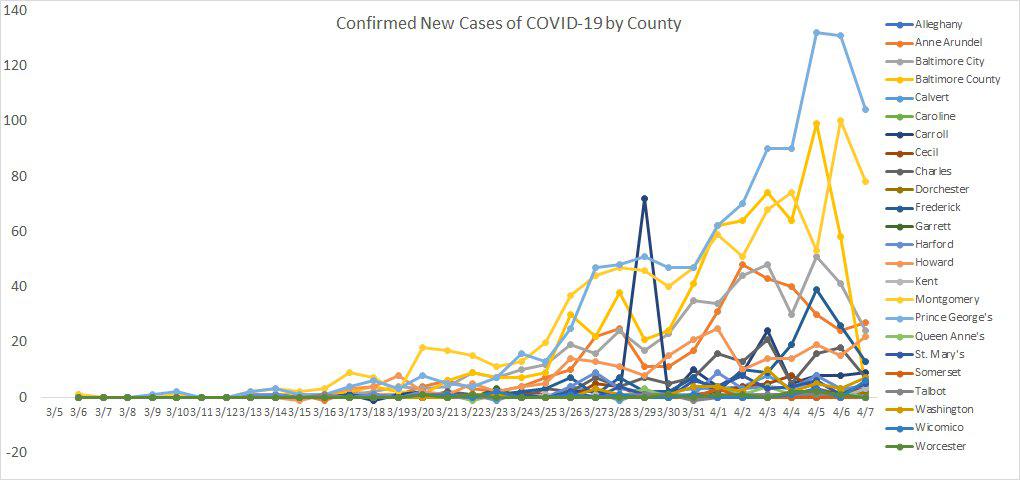 Confirmed New Cases of COVID-19 by County
140
120
100
80
60
40
20
0
-20
3/5 3/6 3/7 3/8 3/9 3/10 3/11 3/12 3/13 3/14 3/15 3/16 3/17 3/18 3/19 3/20 3/21 3/22 3/23 3/24 3/25 3/26 3/27 3/28 3/29 3/30 3/31 4/1 4/2 4/3 4/4 4/5 4/6 4/7
Alleghany
Anne Arundel
Baltimore City
Baltimore County
Calvert
Caroline
Carroll
Cecil
Charles
Dorchester
Frederick
Garrett
Harford
Howard
Kent
Montgomery
Prince George's
Queen Anne's
St. Mary's
Somerset
Talbot
Washington
Wicomico
Worcester